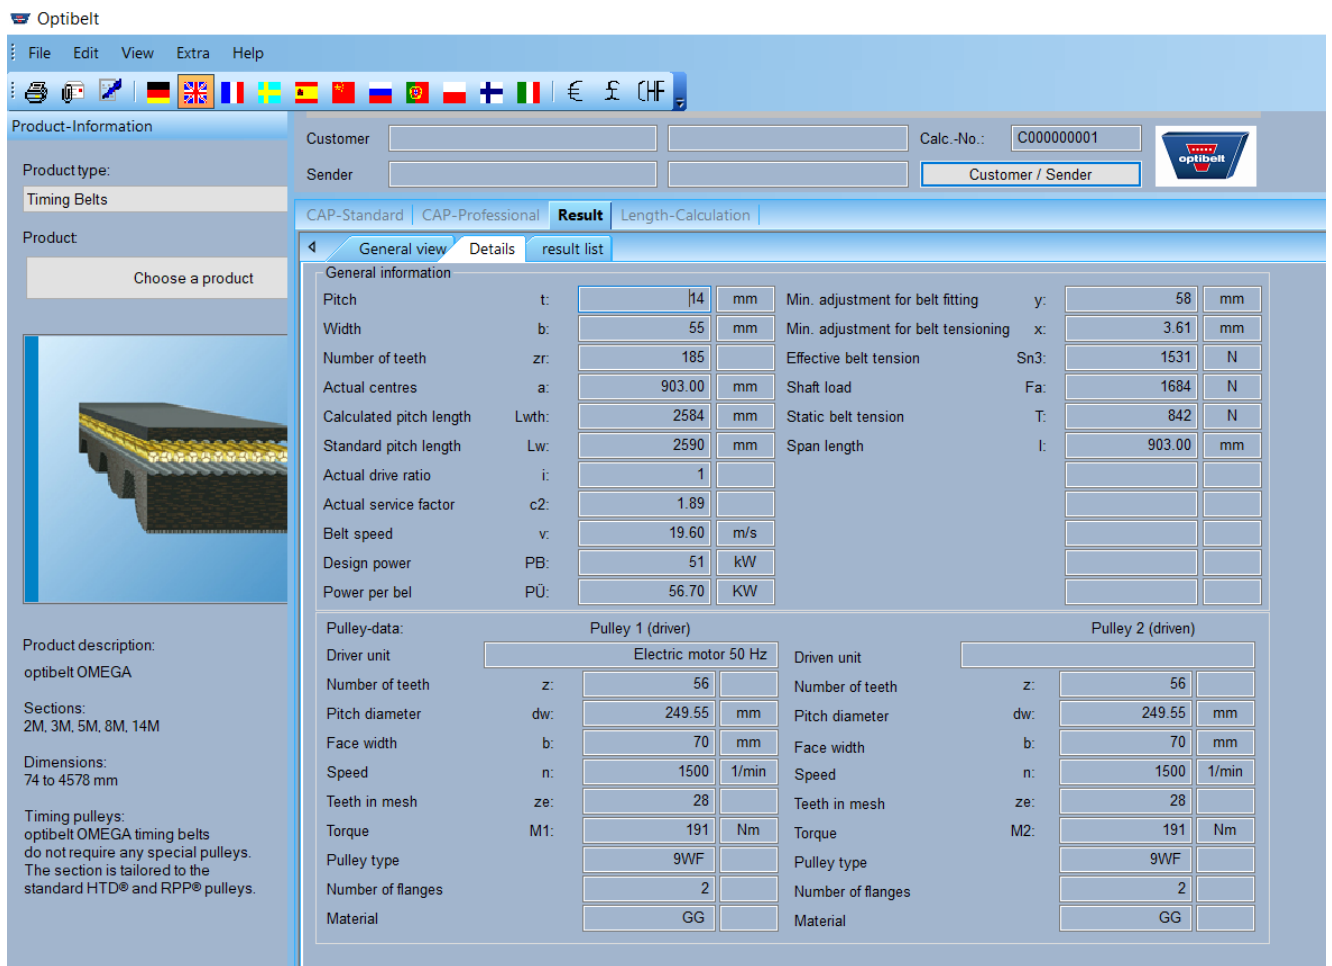 Optibelt
File Edit View Extra Help
€ £ CHF
Product-Information
Product type:
Timing Belts
Product:
Choose a product
Product description:
optibelt OMEGA
Sections:
2M, 3M, 5M, 8M, 14M
Dimensions:
74 to 4578 mm
Timing pulleys:
optibelt OMEGA timing belts
do not require any special pulleys.
The section is tailored to the
standard HTD® and RPP® pulleys.
Customer Calc.-No.: C000000001
Sender Customer / Sender
optibelt
CAP-Standard CAP-Professional Result Length-Calculation
General view Details result list
General information
Pitch t: 14 mm Min. adjustment for belt fitting y: 58 mm
Width b: 55 mm Min. adjustment for belt tensioning x: 3.61 mm
Number of teeth zr: 185 Effective belt tension Sn3: 1531 N
Actual centres a: 903.00 mm Shaft load Fa: 1684 N
Calculated pitch length Lwth: 2584 mm Static belt tension T: 842 N
Standard pitch length Lw: 2590 mm Span length l: 903.00 mm
Actual drive ratio i: 1
Actual service factor c2: 1.89
Belt speed v: 19.60 m/s
Design power PB: 51 kW
Power per bel PÜ: 56.70 KW
Pulley-data: Pulley 1 (driver) Pulley 2 (driven)
Driver unit Electric motor 50 Hz Driven unit
Number of teeth z: 56 Number of teeth z: 56
Pitch diameter dw: 249.55 mm Pitch diameter dw: 249.55 mm
Face width b: 70 mm Face width b: 70 mm
Speed n: 1500 1/min Speed n: 1500 1/min
Teeth in mesh ze: 28 Teeth in mesh ze: 28
Torque M1: 191 Nm Torque M2: 191 Nm
Pulley type 9WF Pulley type 9WF
Number of flanges 2 Number of flanges 2
Material GG Material GG